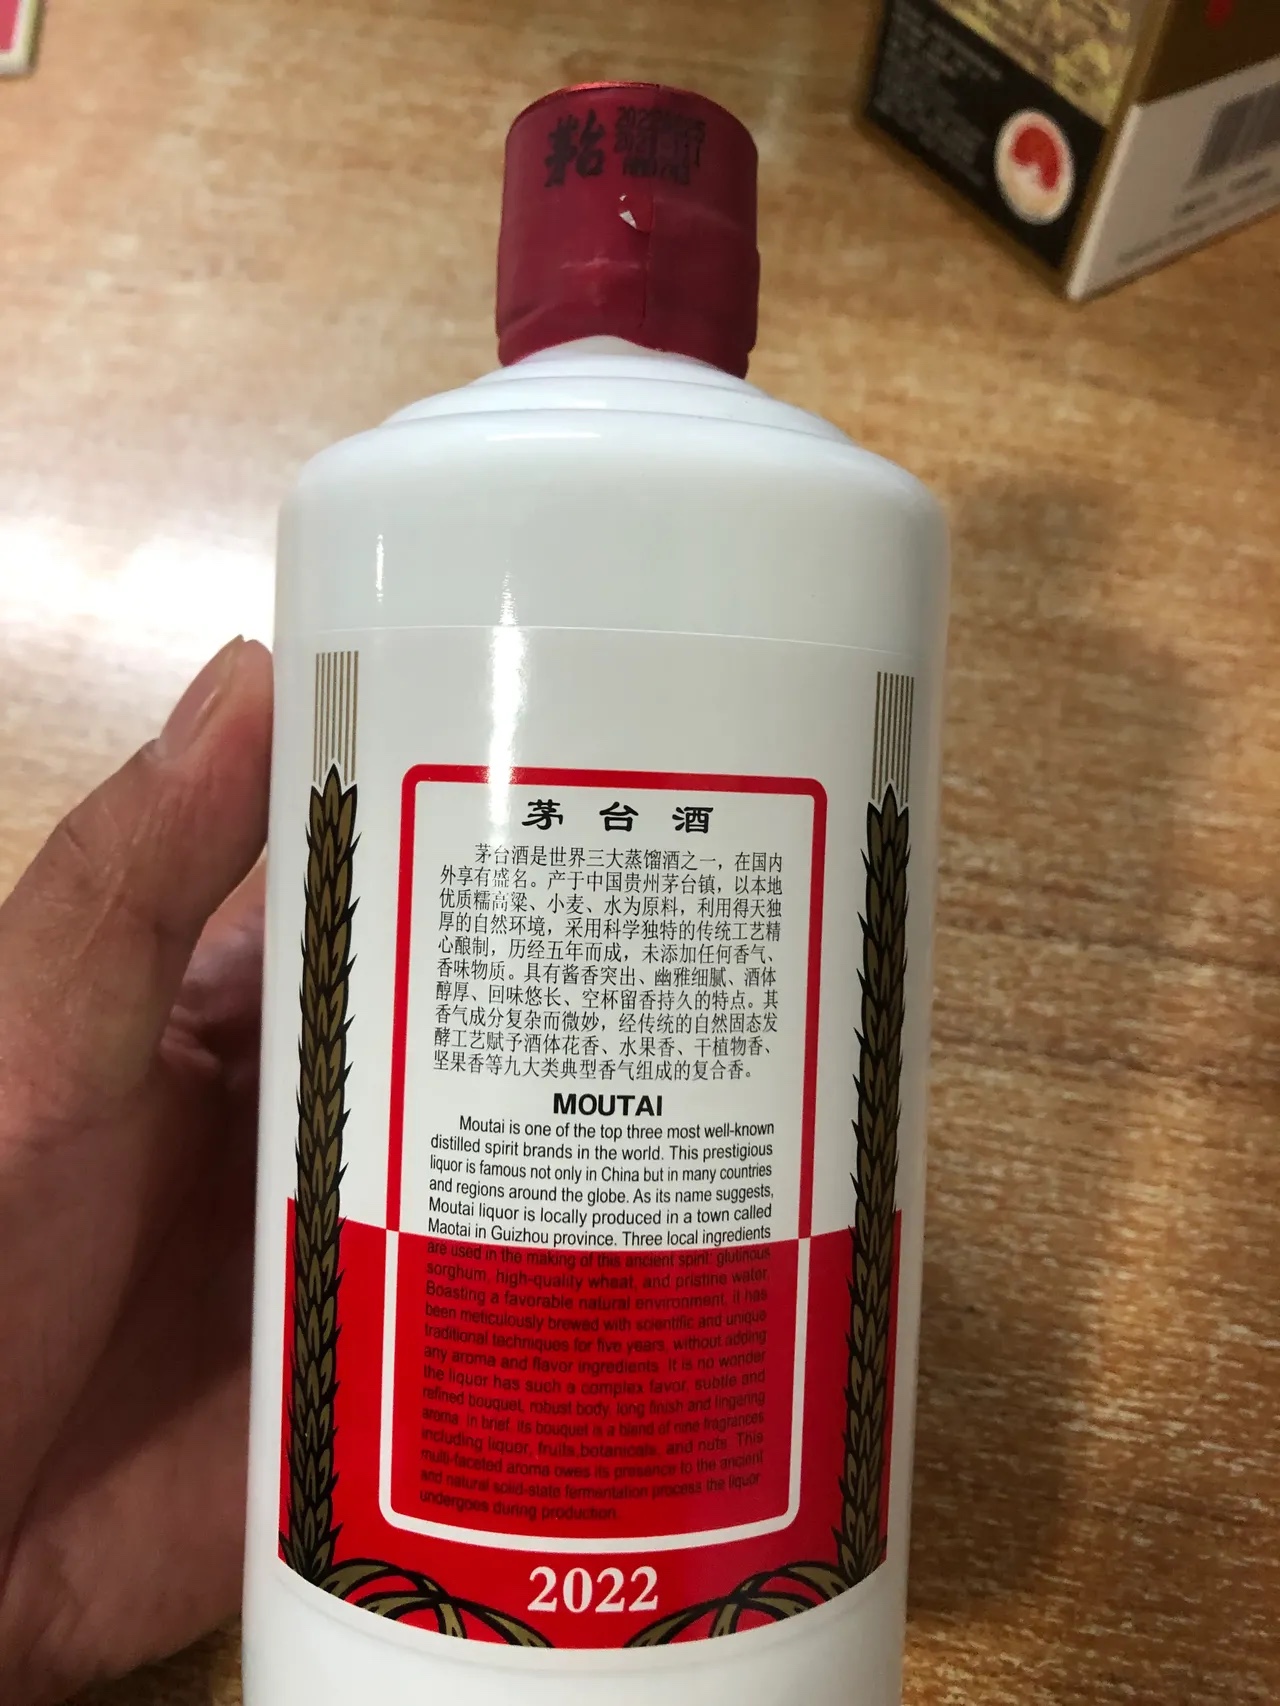 茅台
茅台酒
茅台酒是世界三大蒸馏酒之一，在国内
外享有盛名。产于中国贵州茅台镇，以本地
优质糯高粱、小麦、水为原料，利用得天独
厚的自然环境，采用科学独特的传统工艺精
心酿制，历经五年而成，未添加任何香气、
香味物质。具有酱香突出、幽雅细腻、酒体
醇厚、回味悠长、空杯留香持久的特点。其
香气成分复杂而微妙，经传统的自然固态发
酵工艺赋予酒体花香、水果香、干植物香、
坚果香等九大类典型香气组成的复合香。
MOUTAI
Moutai is one of the top three most well-known
distilled spirit brands in the world. This prestigious
liquor is famous not only in China but in many countries
and regions around the globe. As its name suggests,
Moutai liquor is locally produced in a town called
Maotai in Guizhou province. Three local ingredients
are used in the making of this ancient spirit: glutinous
sorghum, high-quality wheat, and pristine water.
Boasting a favorable natural environment, it has
been meticulously brewed with scientific and unique
traditional techniques for five years, without adding
any aroma and flavor ingredients. It is no wonder
the liquor has such a complex favor, subtle and
refined bouquet, robust body, long finish and lingering
aroma. In brief, its bouquet is a blend of nine fragrances
including liquor, fruits,botanicals, and nuts. This
multi-faceted aroma owes its presence to the ancient
and natural solid-state fermentation process the liquor
undergoes during production.
2022